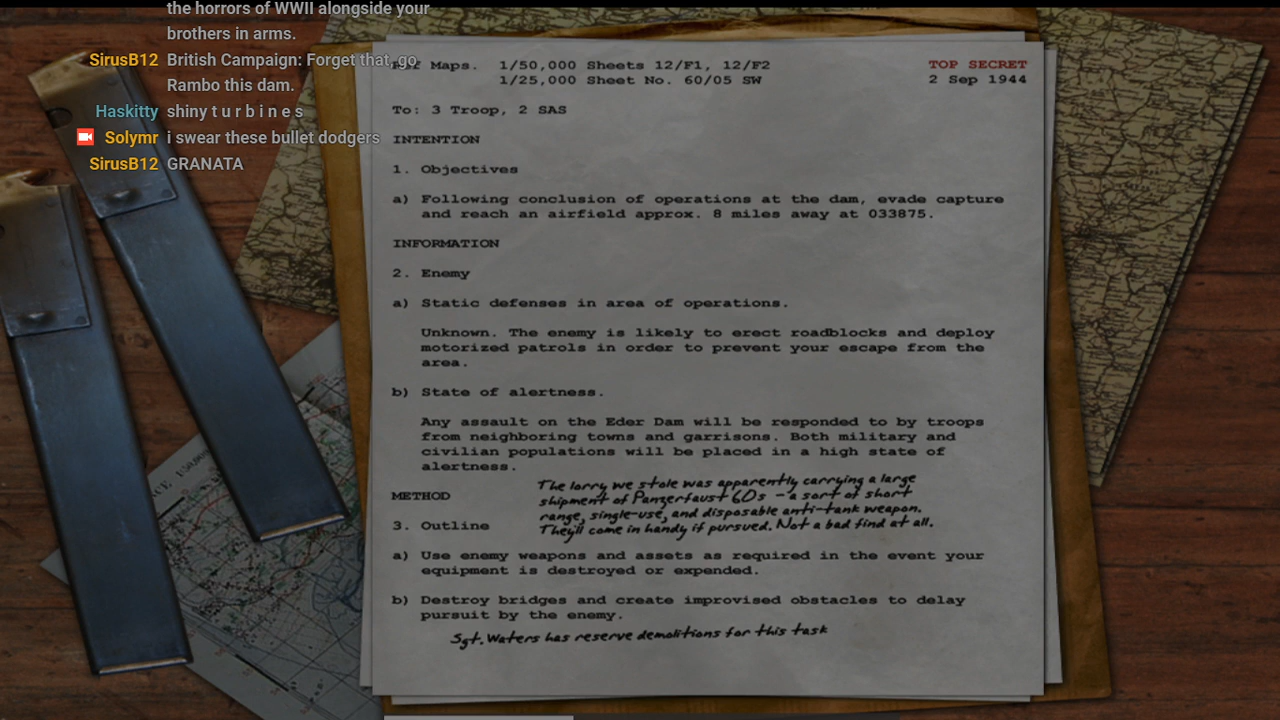 the horrors of WWII alongside your
brothers in arms.
SirusB12 British Campaign: Forget that, go
Rambo this dam.
Haskitty shiny t u r b i n e s
Solymr i swear these bullet dodgers
SirusB12 GRANATA
Maps. 1/50,000 Sheets 12/F1, 12/F2
1/25,000 Sheet No. 60/05 SW
TOP SECRET
2 Sep 1944
To: 3 Troop, 2 SAS
INTENTION
1. Objectives
a) Following conclusion of operations at the dam, evade capture
and reach an airfield approx. 8 miles away at 033875.
INFORMATION
2. Enemy
a) Static defenses in area of operations.
Unknown. The enemy is likely to erect roadblocks and deploy
motorized patrols in order to prevent your escape from the
area.
b) State of alertness.
Any assault on the Eder Dam will be responded to by troops
from neighboring towns and garrisons. Both military and
civilian populations will be placed in a high state of
alertness.
The lorry we stole was apparently carrying a large
shipment of Panzerfaust 60s - a sort of short
range, single-use, and disposable anti-tank weapon.
They'll come in handy if pursued. Not a bad find at all.
METHOD
3. Outline
a) Use enemy weapons and assets as required in the event your
equipment is destroyed or expended.
b) Destroy bridges and create improvised obstacles to delay
pursuit by the enemy.
Sgt. Waters has reserve demolitions for this task